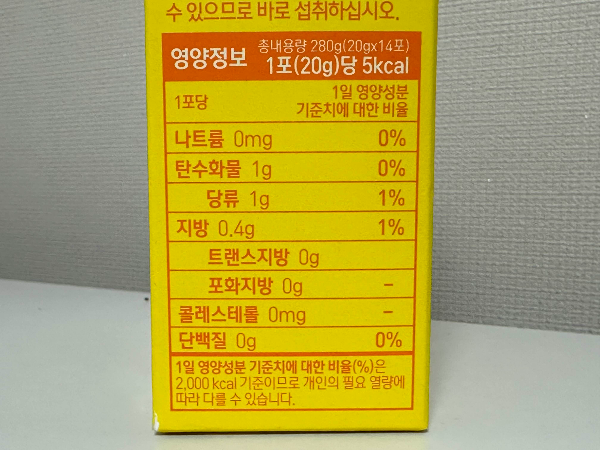 수 있으므로 바로 섭취하십시오.
영양정보 총내용량 280g(20gx14포)
1포(20g)당 5kcal
1포당 1일 영양성분
기준치에 대한 비율
나트륨 0mg 0%
탄수화물 1g 0%
당류 1g 1%
지방 0.4g 1%
트랜스지방 0g
포화지방 0g -
콜레스테롤 0mg -
단백질 0g 0%
1일 영양성분 기준치에 대한 비율(%)은
2,000 kcal 기준이므로 개인의 필요 열량에
따라 다를 수 있습니다.